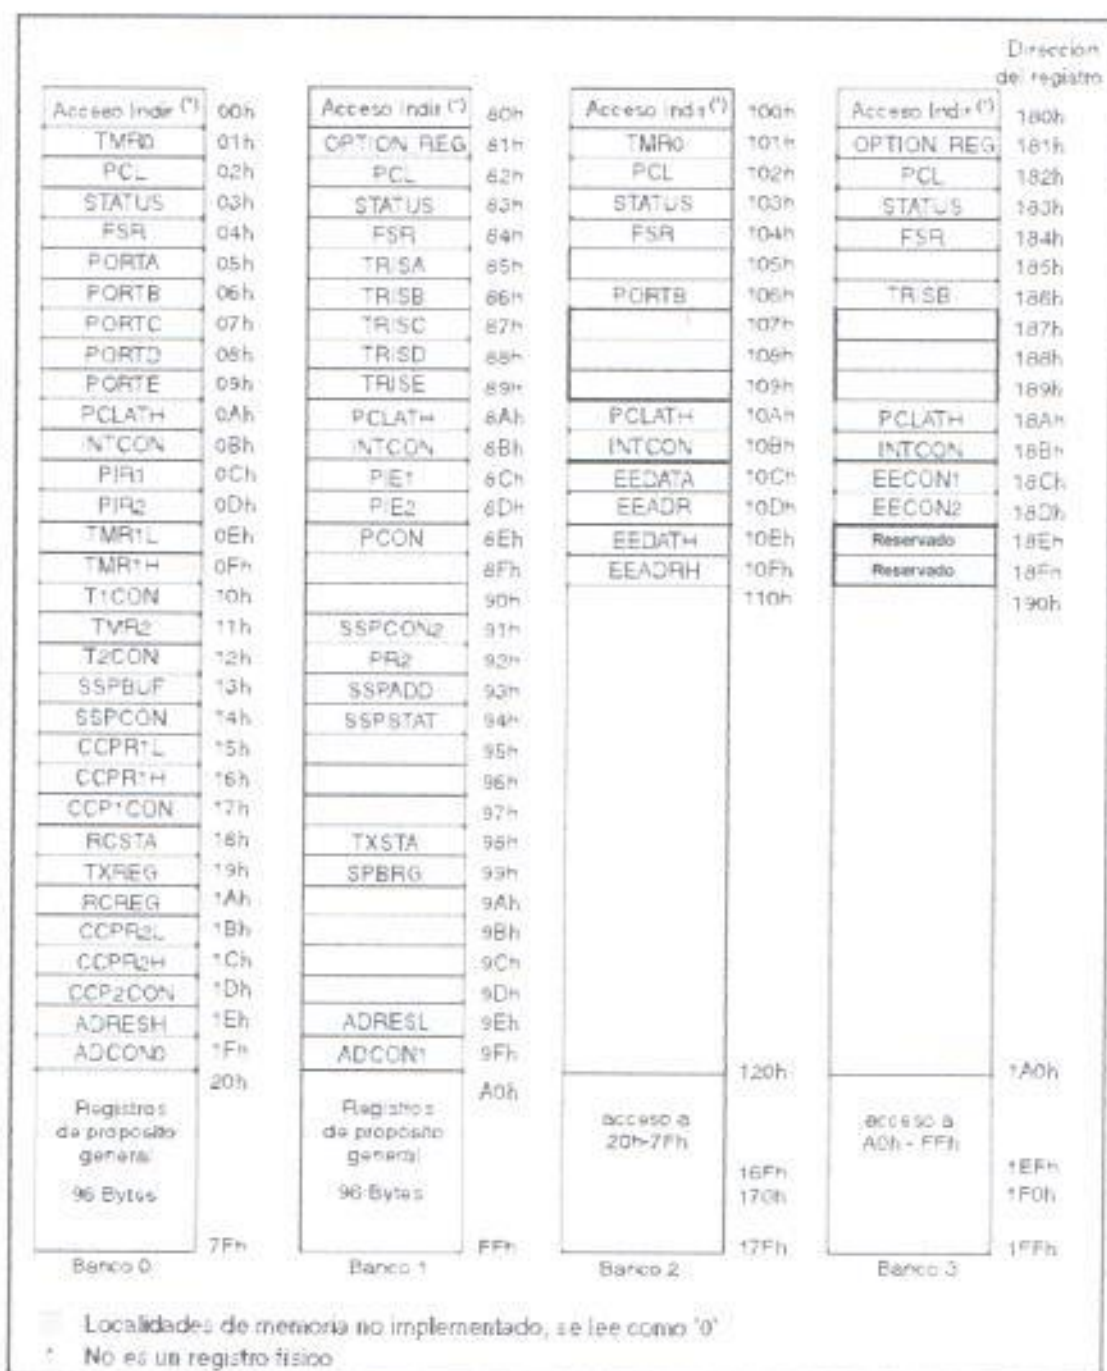 Dirección
del registro
Acceso Indir (*) 00h Acceso Indir (*) 80h Acceso Indir (*) 100h Acceso Indir (*) 180h
TMR0 01h OPTION REG 81h TMR0 101h OPTION REG 181h
PCL 02h PCL 82h PCL 102h PCL 182h
STATUS 03h STATUS 83h STATUS 103h STATUS 183h
FSR 04h FSR 84h FSR 104h FSR 184h
PORTA 05h TRISA 85h 105h 185h
PORTB 06h TRISB 86h PORTB 106h TRISB 186h
PORTC 07h TRISC 87h 107h 187h
PORTD 08h TRISD 88h 108h 188h
PORTE 09h TRISE 89h 109h 189h
PCLATH 0Ah PCLATH 8Ah PCLATH 10Ah PCLATH 18Ah
INTCON 0Bh INTCON 8Bh INTCON 10Bh INTCON 18Bh
PIR1 0Ch PIE1 8Ch EEDATA 10Ch EECON1 18Ch
PIR2 0Dh PIE2 8Dh EEADR 10Dh EECON2 18Dh
TMR1L 0Eh PCON 8Eh EEDATH 10Eh Reservado 18Eh
TMR1H 0Fh 8Fh EEADRH 10Fh Reservado 18Fh
T1CON 10h 90h 110h 190h
TMR2 11h SSPCON2 91h
T2CON 12h PR2 92h
SSPBUF 13h SSPADD 93h
SSPCON 14h SSPSTAT 94h
CCPR1L 15h 95h
CCPR1H 16h 96h
CCP1CON 17h 97h
RCSTA 18h TXSTA 98h
TXREG 19h SPBRG 99h
RCREG 1Ah 9Ah
CCPR2L 1Bh 9Bh
CCPR2H 1Ch 9Ch
CCP2CON 1Dh 9Dh
ADRESH 1Eh ADRESL 9Eh
ADCON0 1Fh ADCON1 9Fh
20h A0h 120h 1A0h
Registros Registros acceso a acceso a
de propósito de propósito 20h-7Fh A0h - FFh
general general
96 Bytes 96 Bytes 16Fh 1EFh
170h 1F0h
7Fh FFh 17Fh 1FFh
Banco 0 Banco 1 Banco 2 Banco 3
Localidades de memoria no implementado, se lee como '0'
* No es un registro físico